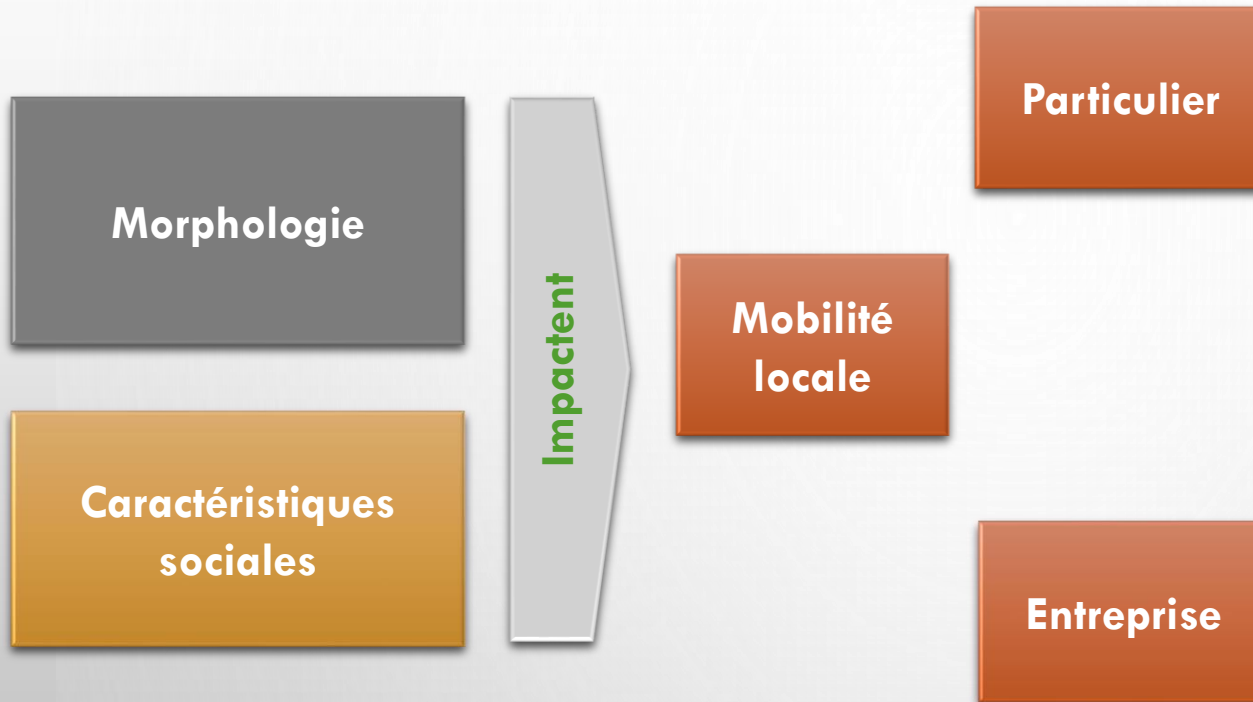 Morphologie
Caractéristiques
sociales
Impactent
Mobilité
locale
Particulier
Entreprise